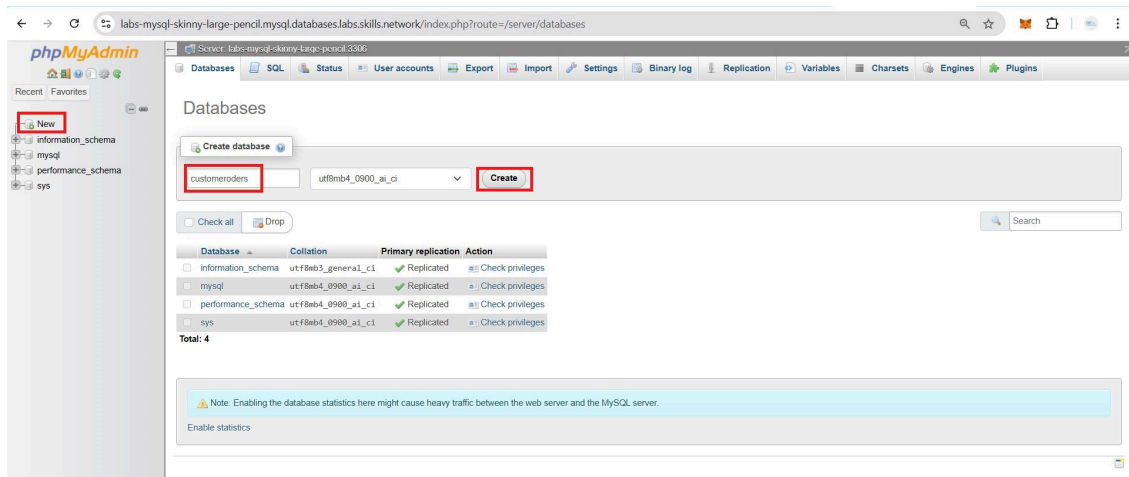 labs-mysql-skinny-large-pencil.mysql.databases.labs.skills.network/index.php?route=/server/databases
phpMyAdmin
Recent Favorites
New
information_schema
mysql
performance_schema
sys
Server: labs-mysql-skinny-large-pencil:3306
Databases SQL Status User accounts Export Import Settings Binary log Replication Variables Charsets Engines Plugins
Databases
Create database
customeroders utf8mb4_0900_ai_ci Create
Check all Drop Search
Database Collation Primary replication Action
information_schema utf8mb3_general_ci Replicated Check privileges
mysql utf8mb4_0900_ai_ci Replicated Check privileges
performance_schema utf8mb4_0900_ai_ci Replicated Check privileges
sys utf8mb4_0900_ai_ci Replicated Check privileges
Total: 4
Note: Enabling the database statistics here might cause heavy traffic between the web server and the MySQL server.
Enable statistics